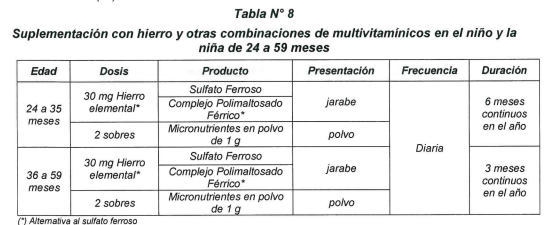 Tabla N° 8
Suplementación con hierro y otras combinaciones de multivitamínicos en el niño y la
niña de 24 a 59 meses
Edad Dosis Producto Presentación Frecuencia Duración
24 a 35
meses
30 mg Hierro
elemental*
Sulfato Ferroso
Complejo Polimaltosado
Férrico*
jarabe
2 sobres
Micronutrientes en polvo
de 1 g
polvo
Diaria
6 meses
continuos
en el año
36 a 59
meses
30 mg Hierro
elemental*
Sulfato Ferroso
Complejo Polimaltosado
Férrico*
jarabe
2 sobres
Micronutrientes en polvo
de 1 g
polvo
3 meses
continuos
en el año
(*) Alternativa al sulfato ferroso